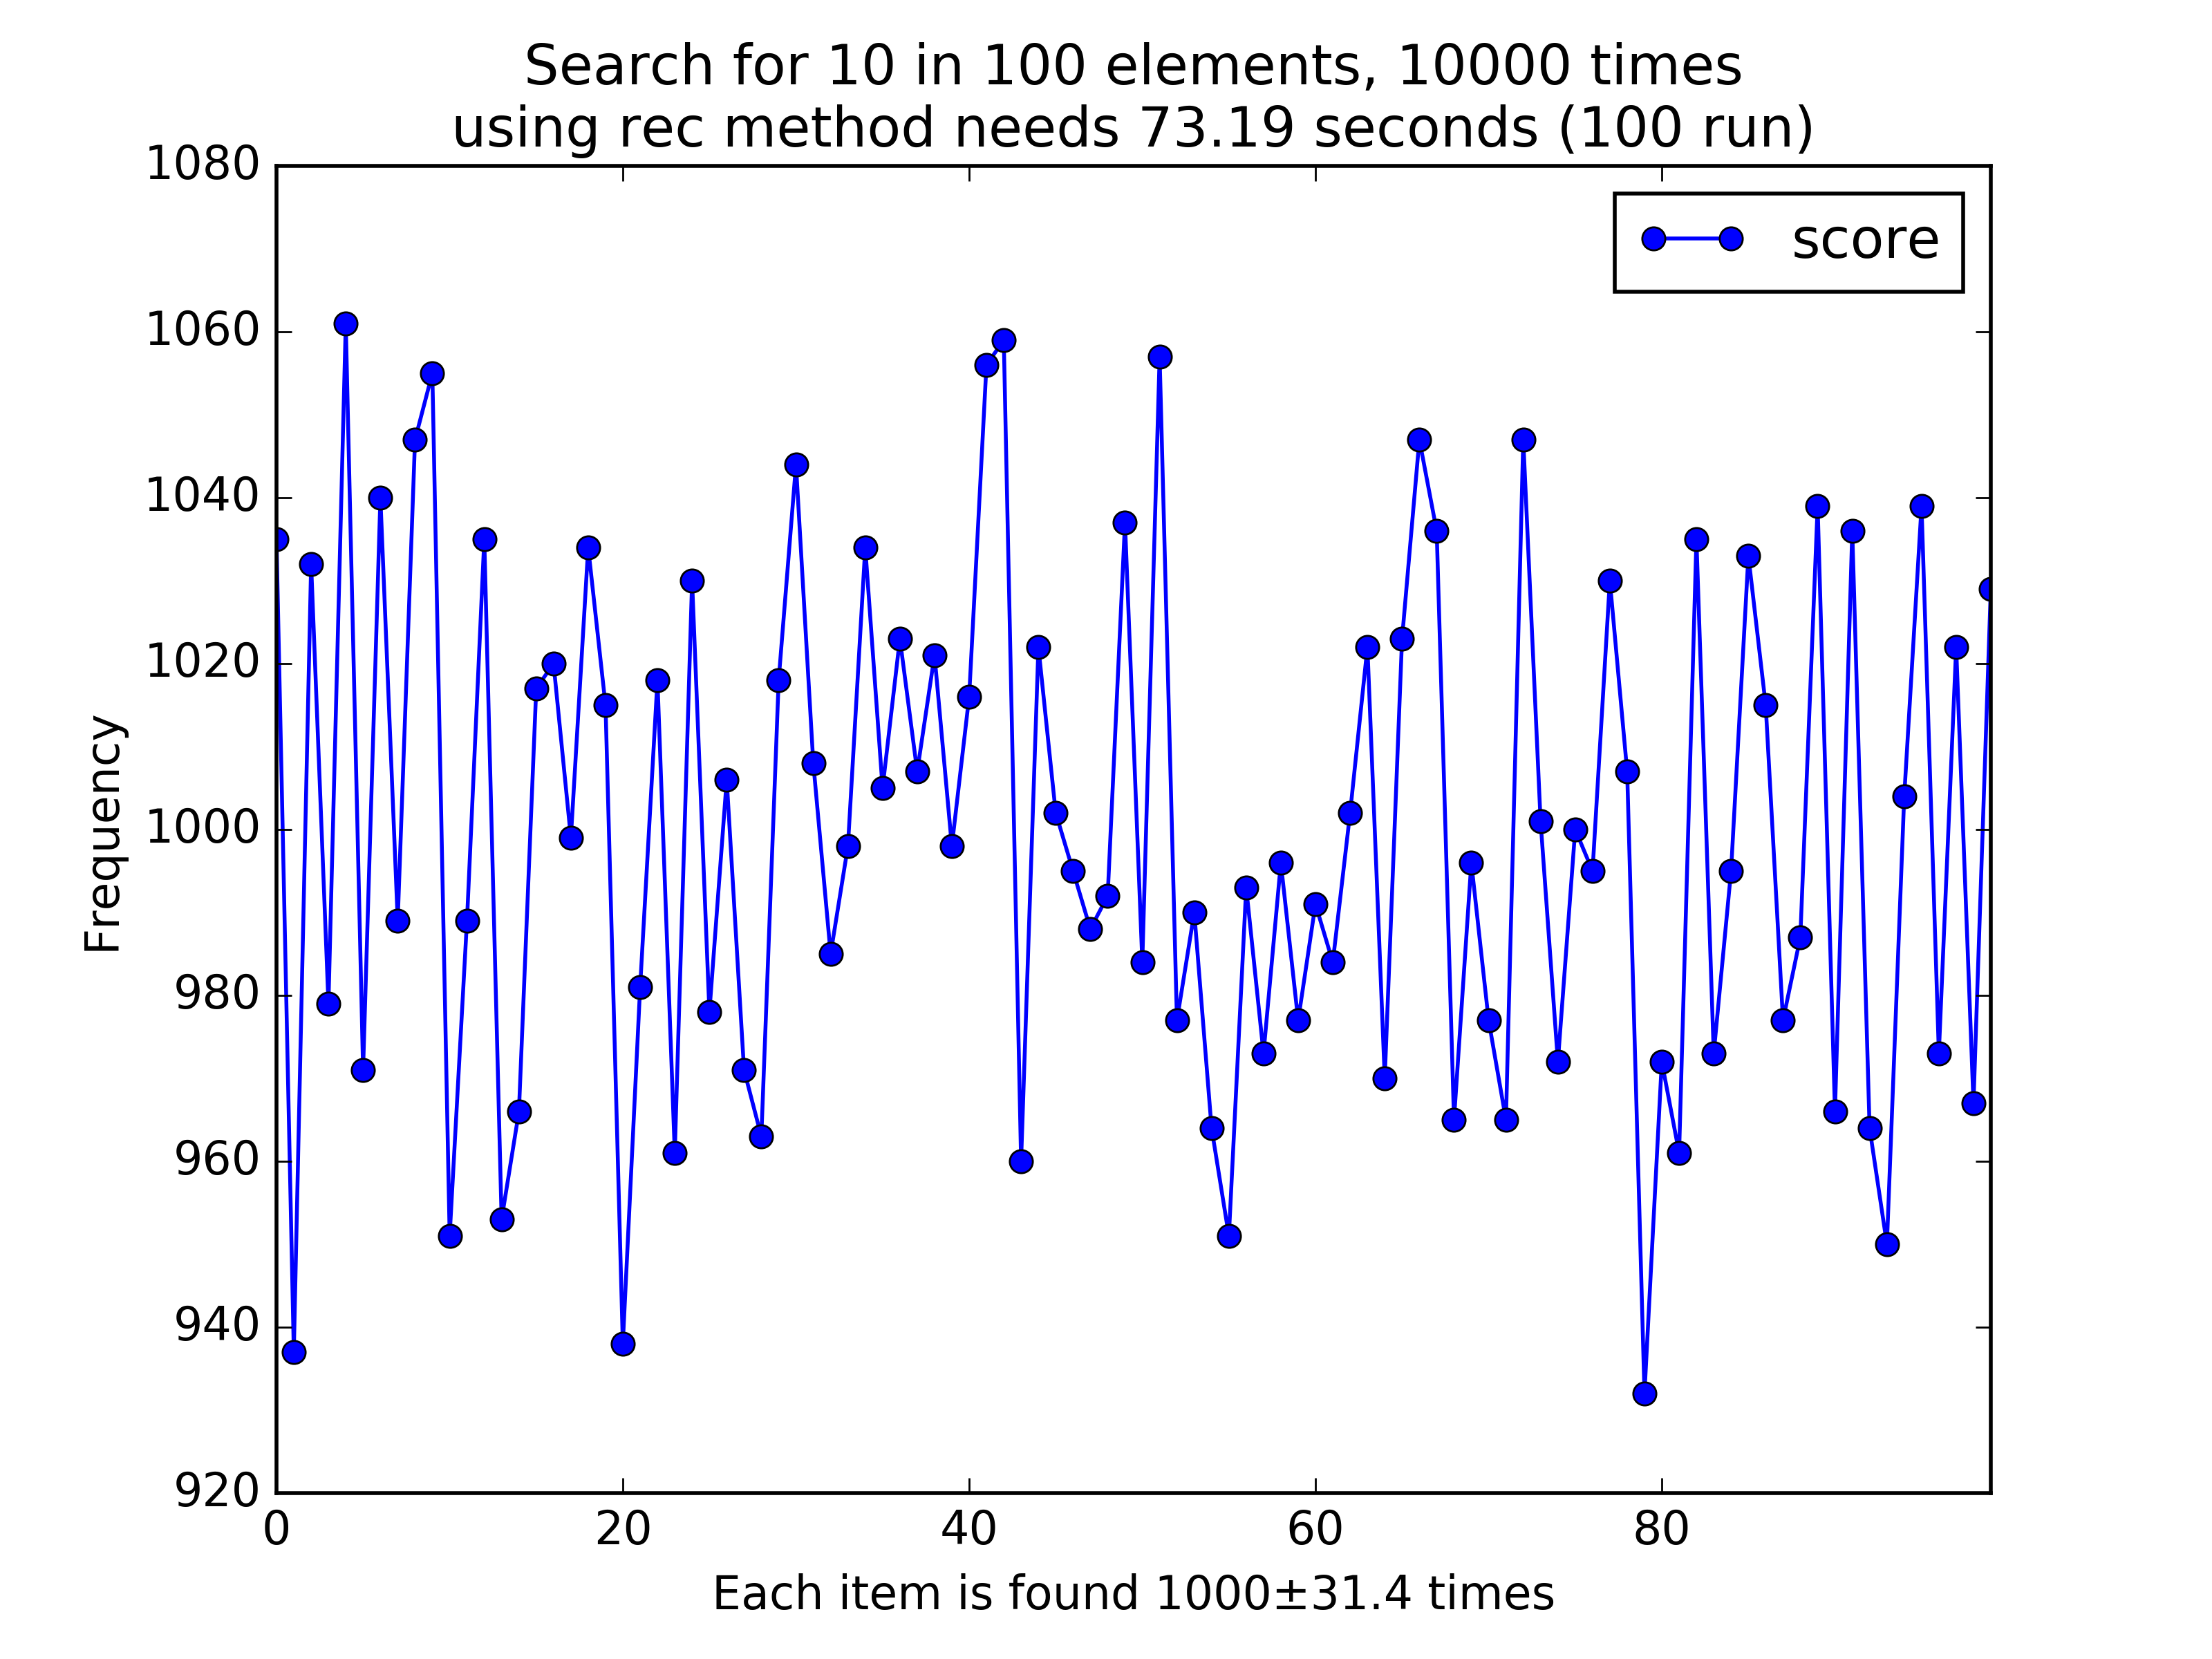 Search for 10 in 100 elements, 10000 times
using rec method needs 73.19 seconds (100 run)
score
1080
1060
1040
1020
1000
980
960
940
920
Frequency
0 20 40 60 80
Each item is found 1000±31.4 times